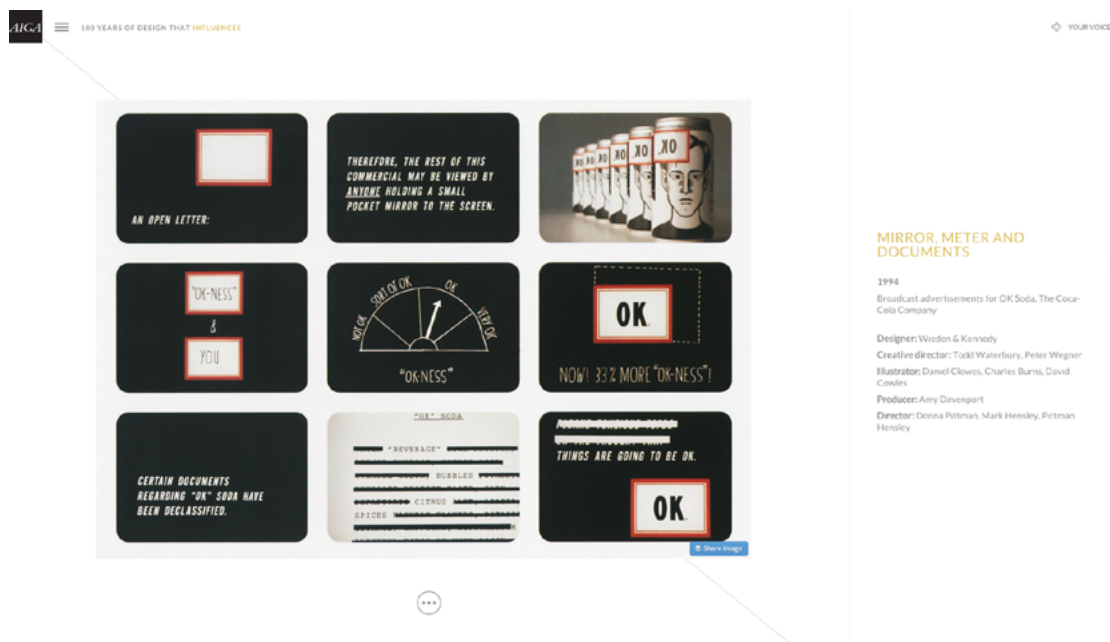 AIGA
100 YEARS OF DESIGN THAT INFLUENCES
YOUR VOICE
AN OPEN LETTER:
THEREFORE, THE REST OF THIS
COMMERCIAL MAY BE VIEWED BY
ANYONE HOLDING A SMALL
POCKET MIRROR TO THE SCREEN.
OK
OK
OK
OK
"OK-NESS"
&
YOU
NOT OK
SORT OF OK
OK
VERY OK
"OK-NESS"
OK
NOW! 33% MORE "OK-NESS"!
CERTAIN DOCUMENTS
REGARDING "OK" SODA HAVE
BEEN DECLASSIFIED.
"OK" SODA
"BEVERAGE"
BUBBLES
CITRUS
SPICES
THINGS ARE GOING TO BE OK.
OK
Share Image
MIRROR, METER AND
DOCUMENTS
1994
Broadcast advertisements for OK Soda, The Coca-
Cola Company
Designer: Wieden & Kennedy
Creative director: Todd Waterbury, Peter Wegner
Illustrator: Daniel Clowes, Charles Burns, David
Cowles
Producer: Amy Davenport
Director: Donna Pittman, Mark Hensley, Pittman
Hensley